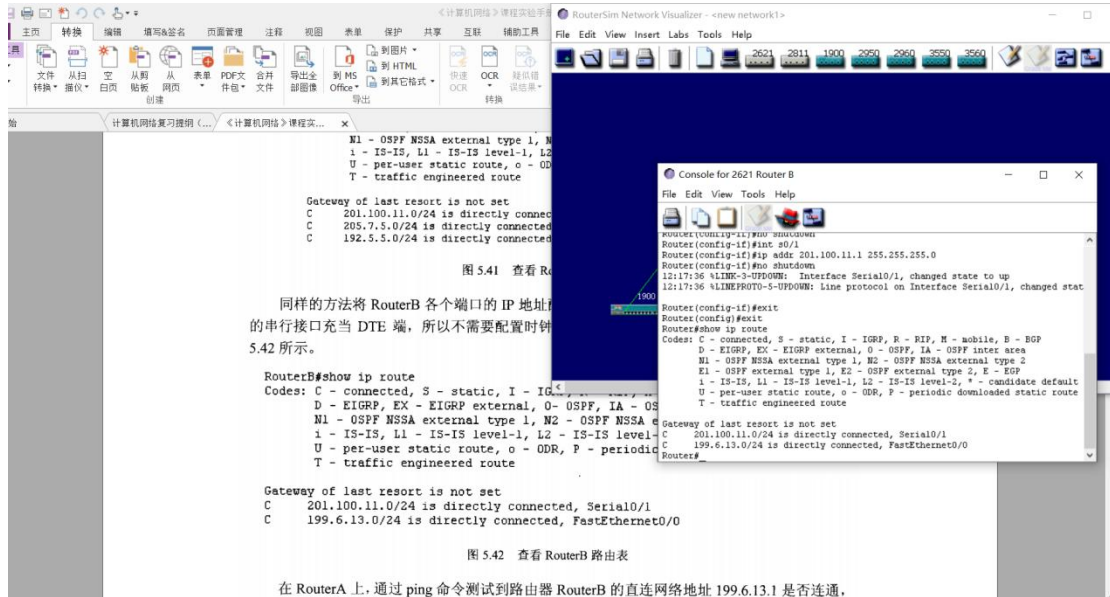 《计算机网络》课程实验手册
主页 转换 编辑 填写&签名 页面管理 注释 视图 表单 保护 共享 互联 辅助工具
工具
文件转换 从扫描仪 空白页 从剪贴板 从网页 表单 PDF文件包 合并文件 导出全部图像 到 MS Office 到图片 到 HTML 到其它格式 快速OCR OCR 疑似错误结果
创建 导出 转换
始 计算机网络复习提纲（... 《计算机网络》课程实... ×
N1 - OSPF NSSA external type 1, N
i - IS-IS, L1 - IS-IS level-1, L2
U - per-user static route, o - OD
T - traffic engineered route
Gateway of last resort is not set
C 201.100.11.0/24 is directly connec
C 205.7.5.0/24 is directly connected
C 192.5.5.0/24 is directly connected
图 5.41 查看 Ro
同样的方法将 RouterB 各个端口的 IP 地址
的串行接口充当 DTE 端，所以不需要配置时钟
5.42 所示。
RouterB#show ip route
Codes: C - connected, S - static, I - IG
D - EIGRP, EX - EIGRP external, O- OSPF, IA - OS
N1 - OSPF NSSA external type 1, N2 - OSPF NSSA e
i - IS-IS, L1 - IS-IS level-1, L2 - IS-IS level-
U - per-user static route, o - ODR, P - periodic
T - traffic engineered route
Gateway of last resort is not set
C 201.100.11.0/24 is directly connected, Serial0/1
C 199.6.13.0/24 is directly connected, FastEthernet0/0
图 5.42 查看 RouterB 路由表
在 RouterA 上，通过 ping 命令测试到路由器 RouterB 的直连网络地址 199.6.13.1 是否连通，
RouterSim Network Visualizer - <new network1>
File Edit View Insert Labs Tools Help
2621 2811 1900 2950 2960 3550 3560
1900
Console for 2621 Router B
File Edit View Tools Help
Router(config-if)#no shutdown
Router(config-if)#int s0/1
Router(config-if)#ip addr 201.100.11.1 255.255.255.0
Router(config-if)#no shutdown
12:17:36 %LINK-3-UPDOWN: Interface Serial0/1, changed state to up
12:17:36 %LINEPROTO-5-UPDOWN: Line protocol on Interface Serial0/1, changed stat
Router(config-if)#exit
Router(config)#exit
Router#show ip route
Codes: C - connected, S - static, I - IGRP, R - RIP, M - mobile, B - BGP
D - EIGRP, EX - EIGRP external, O - OSPF, IA - OSPF inter area
N1 - OSPF NSSA external type 1, N2 - OSPF NSSA external type 2
E1 - OSPF external type 1, E2 - OSPF external type 2, E - EGP
i - IS-IS, L1 - IS-IS level-1, L2 - IS-IS level-2, * - candidate default
U - per-user static route, o - ODR, P - periodic downloaded static route
T - traffic engineered route
Gateway of last resort is not set
C 201.100.11.0/24 is directly connected, Serial0/1
C 199.6.13.0/24 is directly connected, FastEthernet0/0
Router#_